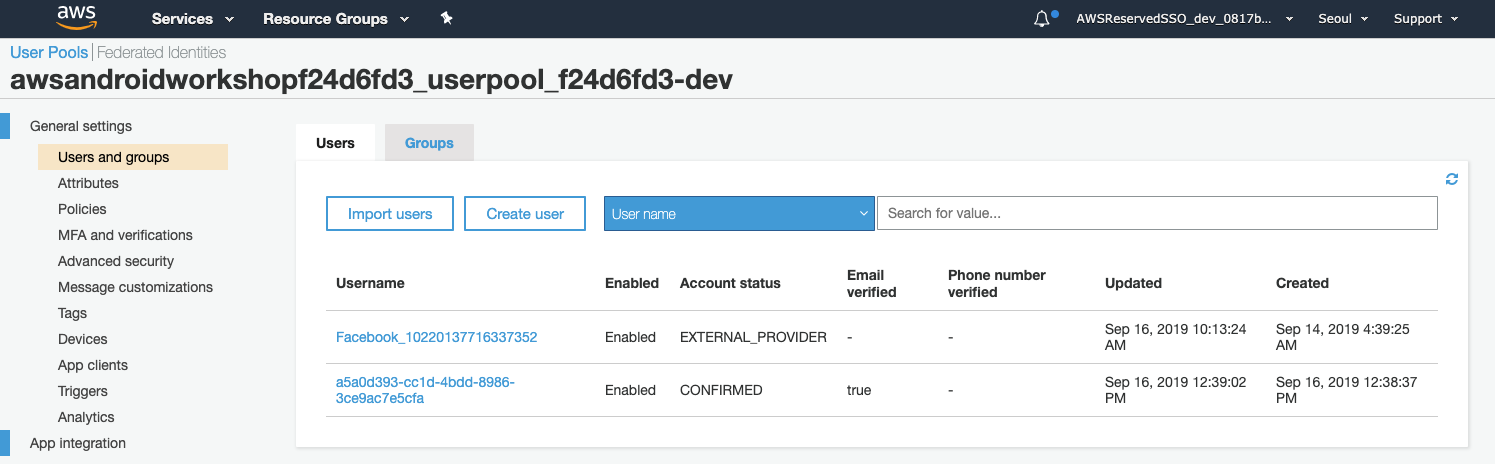 aws Services Resource Groups AWSReservedSSO_dev_0817b... Seoul Support
User Pools | Federated Identities
awsandroidworkshopf24d6fd3_userpool_f24d6fd3-dev
General settings
Users and groups
Attributes
Policies
MFA and verifications
Advanced security
Message customizations
Tags
Devices
App clients
Triggers
Analytics
App integration
Users Groups
Import users Create user User name Search for value...
Username Enabled Account status Email verified Phone number verified Updated Created
Facebook_10220137716337352 Enabled EXTERNAL_PROVIDER - - Sep 16, 2019 10:13:24 AM Sep 14, 2019 4:39:25 AM
a5a0d393-cc1d-4bdd-8986-3ce9ac7e5cfa Enabled CONFIRMED true - Sep 16, 2019 12:39:02 PM Sep 16, 2019 12:38:37 PM